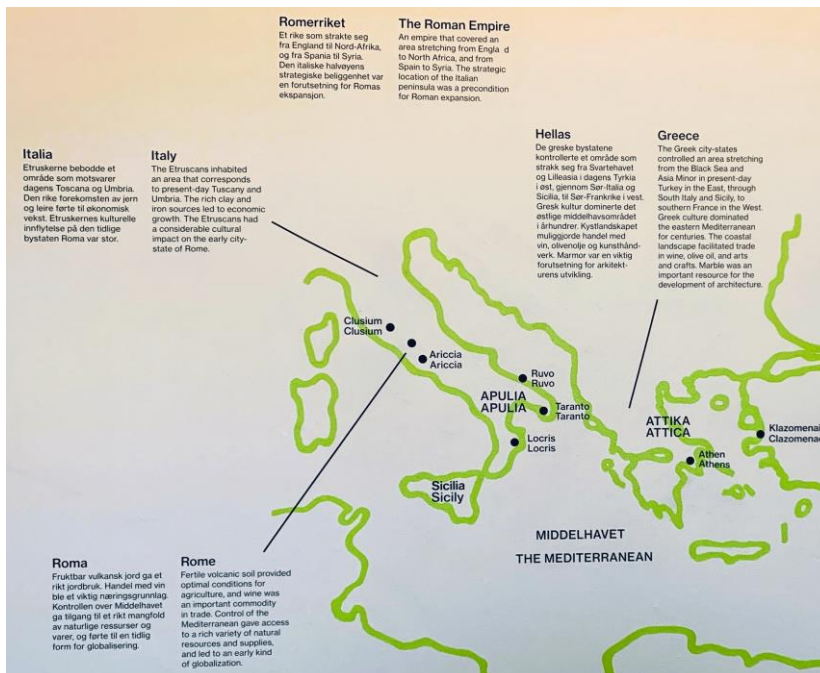 Romerriket
Et rike som strakte seg
fra England til Nord-Afrika,
og fra Spania til Syria.
Den italiske halvøyens
strategiske beliggenhet var
en forutsetning for Romas
ekspansjon.
The Roman Empire
An empire that covered an
area stretching from Engla d
to North Africa, and from
Spain to Syria. The strategic
location of the Italian
peninsula was a precondition
for Roman expansion.
Italia
Etruskerne bebodde et
område som motsvarer
dagens Toscana og Umbria.
Den rike forekomsten av jern
og leire førte til økonomisk
vekst. Etruskernes kulturelle
innflytelse på den tidlige
bystaten Roma var stor.
Italy
The Etruscans inhabited
an area that corresponds
to present-day Tuscany and
Umbria. The rich clay and
iron sources led to economic
growth. The Etruscans had
a considerable cultural
impact on the early city-
state of Rome.
Hellas
De greske bystatene
kontrollerte et område som
strakk seg fra Svartehavet
og Lilleasia i dagens Tyrkia
i øst, gjennom Sør-Italia og
Sicilia, til Sør-Frankrike i vest.
Gresk kultur dominerte det
østlige middelhavsområdet
i århundrer. Kystlandskapet
muliggjorde handel med
vin, olivenolje og kunsthånd-
verk. Marmor var en viktig
forutsetning for arkitekt-
urens utvikling.
Greece
The Greek city-states
controlled an area stretching
from the Black Sea and
Asia Minor in present-day
Turkey in the East, through
South Italy and Sicily, to
southern France in the West.
Greek culture dominated
the eastern Mediterranean
for centuries. The coastal
landscape facilitated trade
in wine, olive oil, and arts
and crafts. Marble was an
important resource for the
development of architecture.
Clusium
Clusium
Ariccia
Ariccia
Ruvo
Ruvo
APULIA
APULIA
Taranto
Taranto
Locris
Locris
Sicilia
Sicily
ATTIKA
ATTICA
Klazomenai
Clazomenae
Athen
Athens
MIDDELHAVET
THE MEDITERRANEAN
Roma
Fruktbar vulkansk jord ga et
rikt jordbruk. Handel med vin
ble et viktig næringsgrunnlag.
Kontrollen over Middelhavet
ga tilgang til et rikt mangfold
av naturlige ressurser og
varer, og førte til en tidlig
form for globalisering.
Rome
Fertile volcanic soil provided
optimal conditions for
agriculture, and wine was
an important commodity
in trade. Control of the
Mediterranean gave access
to a rich variety of natural
resources and supplies,
and led to an early kind
of globalization.